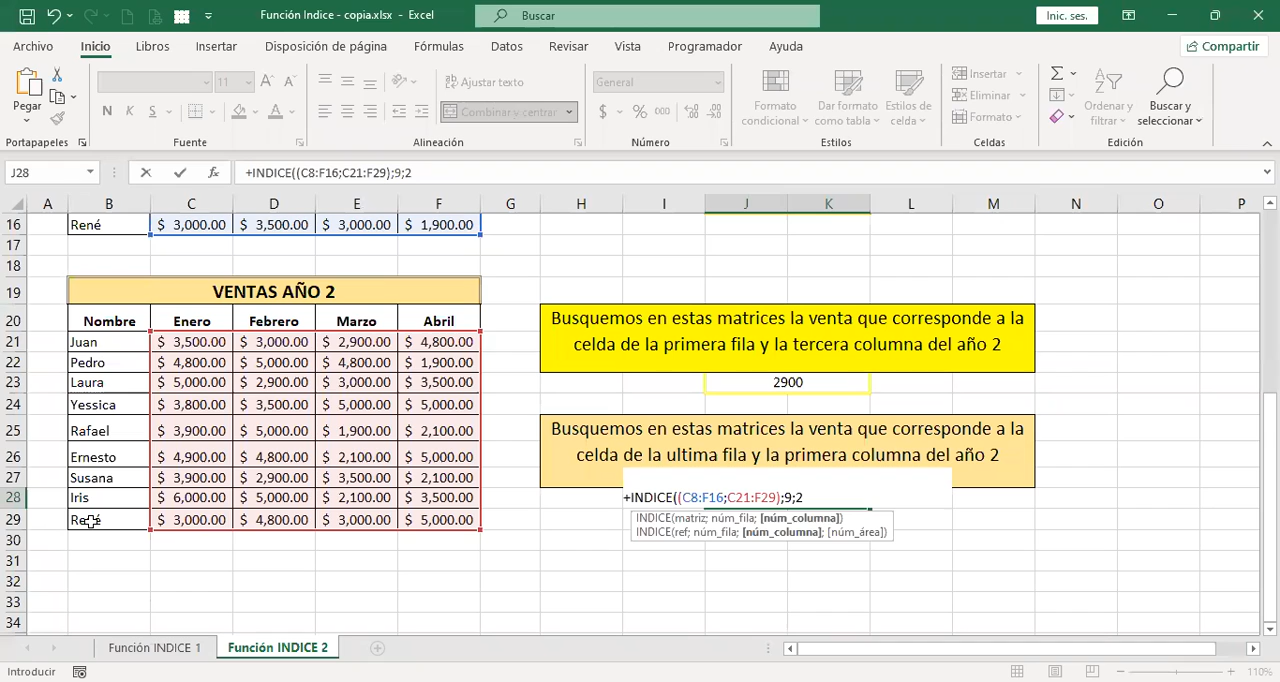 Función Indice - copia.xlsx - Excel
Buscar
Inic. ses.
Archivo Inicio Libros Insertar Disposición de página Fórmulas Datos Revisar Vista Programador Ayuda Compartir
Pegar
11
N K S
Ajustar texto
Combinar y centrar
General
$ % 000
Formato condicional
Dar formato como tabla
Estilos de celda
Insertar
Eliminar
Formato
Ordenar y filtrar
Buscar y seleccionar
Portapapeles Fuente Alineación Número Estilos Celdas Edición
J28 fx +INDICE((C8:F16;C21:F29);9;2
A B C D E F G H I J K L M N O P
16 René $ 3,000.00 $ 3,500.00 $ 3,000.00 $ 1,900.00
17
18
19 VENTAS AÑO 2
20 Nombre Enero Febrero Marzo Abril
21 Juan $ 3,500.00 $ 3,000.00 $ 2,900.00 $ 4,800.00
22 Pedro $ 4,800.00 $ 5,000.00 $ 4,800.00 $ 1,900.00
23 Laura $ 5,000.00 $ 2,900.00 $ 3,000.00 $ 3,500.00
24 Yessica $ 3,800.00 $ 3,500.00 $ 5,000.00 $ 5,000.00
25 Rafael $ 3,900.00 $ 5,000.00 $ 1,900.00 $ 2,100.00
26 Ernesto $ 4,900.00 $ 4,800.00 $ 2,100.00 $ 5,000.00
27 Susana $ 3,900.00 $ 2,900.00 $ 3,500.00 $ 2,100.00
28 Iris $ 6,000.00 $ 5,000.00 $ 2,100.00 $ 3,500.00
29 René $ 3,000.00 $ 4,800.00 $ 3,000.00 $ 5,000.00
30
31
32
33
34
Busquemos en estas matrices la venta que corresponde a la
celda de la primera fila y la tercera columna del año 2
2900
Busquemos en estas matrices la venta que corresponde a la
celda de la ultima fila y la primera columna del año 2
+INDICE((C8:F16;C21:F29);9;2
INDICE(matriz; núm_fila; [núm_columna])
INDICE(ref; núm_fila; [núm_columna]; [núm_área])
Función INDICE 1 Función INDICE 2
Introducir
110%